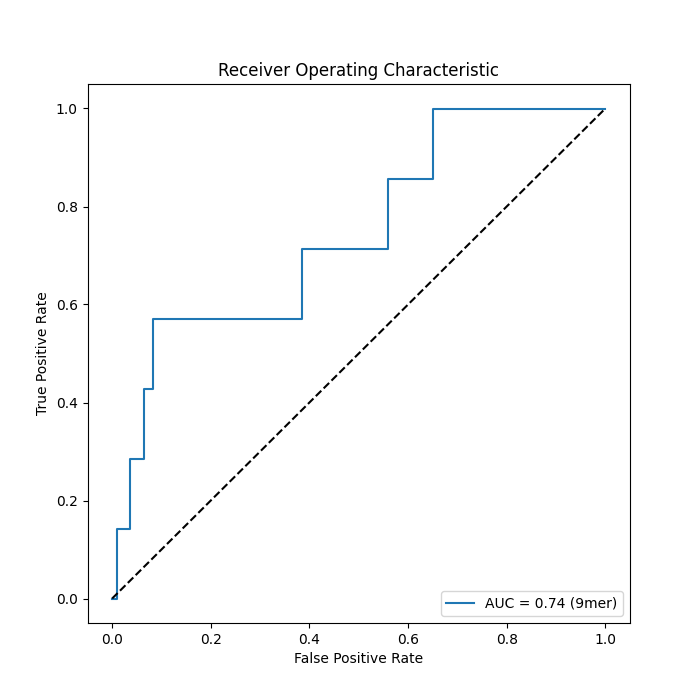 Receiver Operating Characteristic
True Positive Rate
1.0
0.8
0.6
0.4
0.2
0.0
AUC = 0.74 (9mer)
0.0 0.2 0.4 0.6 0.8 1.0
False Positive Rate